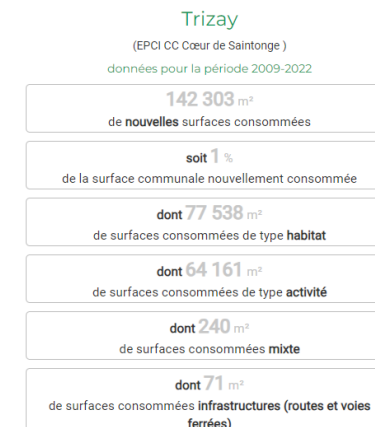 Trizay
(EPCI CC Cœur de Saintonge )
données pour la période 2009-2022
142 303 m²
de nouvelles surfaces consommées
soit 1 %
de la surface communale nouvellement consommée
dont 77 538 m²
de surfaces consommées de type habitat
dont 64 161 m²
de surfaces consommées de type activité
dont 240 m²
de surfaces consommées mixte
dont 71 m²
de surfaces consommées infrastructures (routes et voies
ferrées)